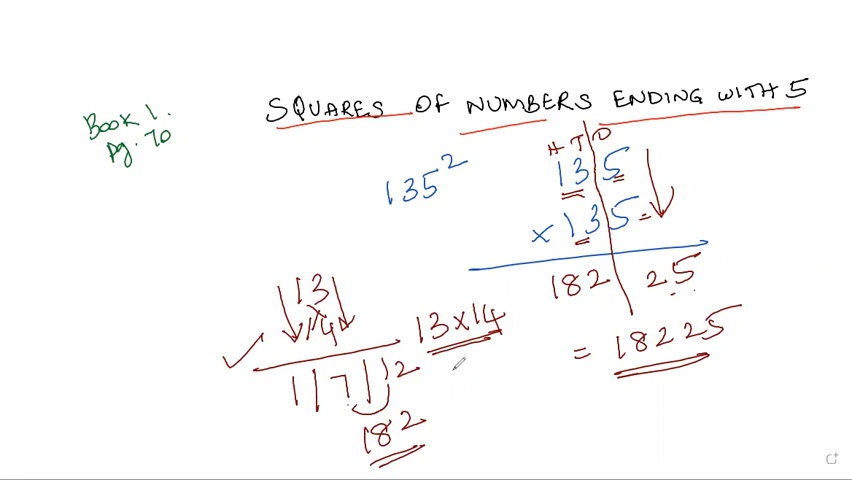 SQUARES OF NUMBERS ENDING WITH 5
Book 1.
pg. 70
135²
H T O
13 5
× 13 5
182 25
= 18225
13
14
13×14
1 | 7 | 12
182